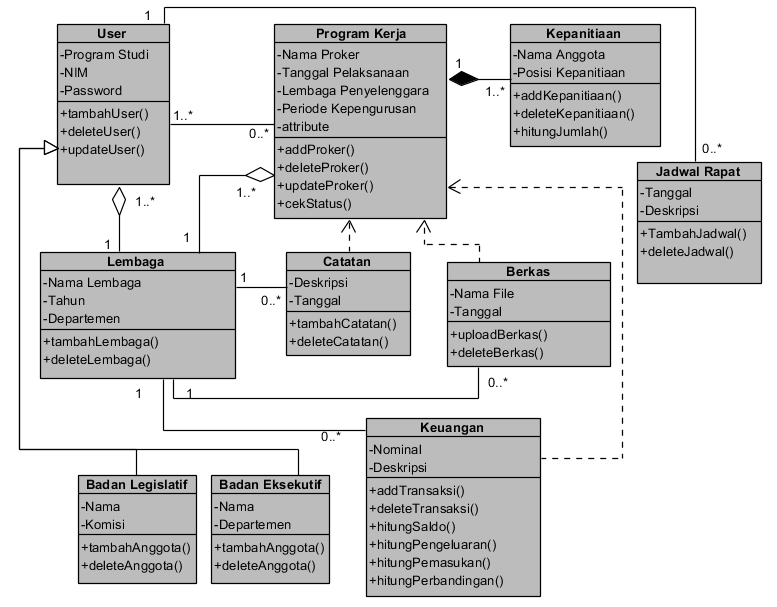 1
User
-Program Studi
-NIM
-Password
+tambahUser()
+deleteUser()
+updateUser()
1..*
0..*
Program Kerja
-Nama Proker
-Tanggal Pelaksanaan
-Lembaga Penyelenggara
-Periode Kepengurusan
-attribute
+addProker()
+deleteProker()
+updateProker()
+cekStatus()
1
1..*
Kepanitiaan
-Nama Anggota
-Posisi Kepanitiaan
+addKepanitiaan()
+deleteKepanitiaan()
+hitungJumlah()
0..*
Jadwal Rapat
-Tanggal
-Deskripsi
+TambahJadwal()
+deleteJadwal()
1..*
1
1..*
1
Lembaga
-Nama Lembaga
-Tahun
-Departemen
+tambahLembaga()
+deleteLembaga()
1
0..*
Catatan
-Deskripsi
-Tanggal
+tambahCatatan()
+deleteCatatan()
Berkas
-Nama File
-Tanggal
+uploadBerkas()
+deleteBerkas()
1
1
0..*
0..*
Keuangan
-Nominal
-Deskripsi
+addTransaksi()
+deleteTransaksi()
+hitungSaldo()
+hitungPengeluaran()
+hitungPemasukan()
+hitungPerbandingan()
Badan Legislatif
-Nama
-Komisi
+tambahAnggota()
+deleteAnggota()
Badan Eksekutif
-Nama
-Departemen
+tambahAnggota()
+deleteAnggota()